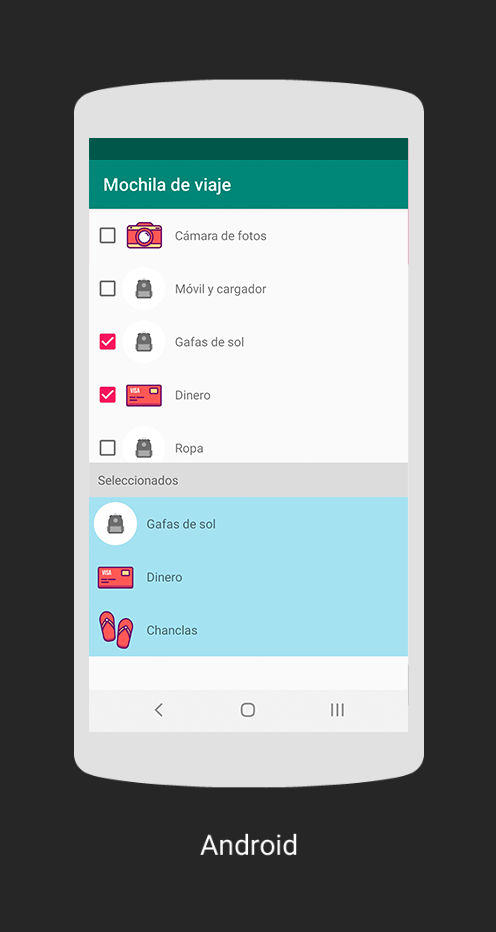 Mochila de viaje
Cámara de fotos
Móvil y cargador
Gafas de sol
VISA
Dinero
Ropa
Seleccionados
Gafas de sol
VISA
Dinero
Chanclas
Android